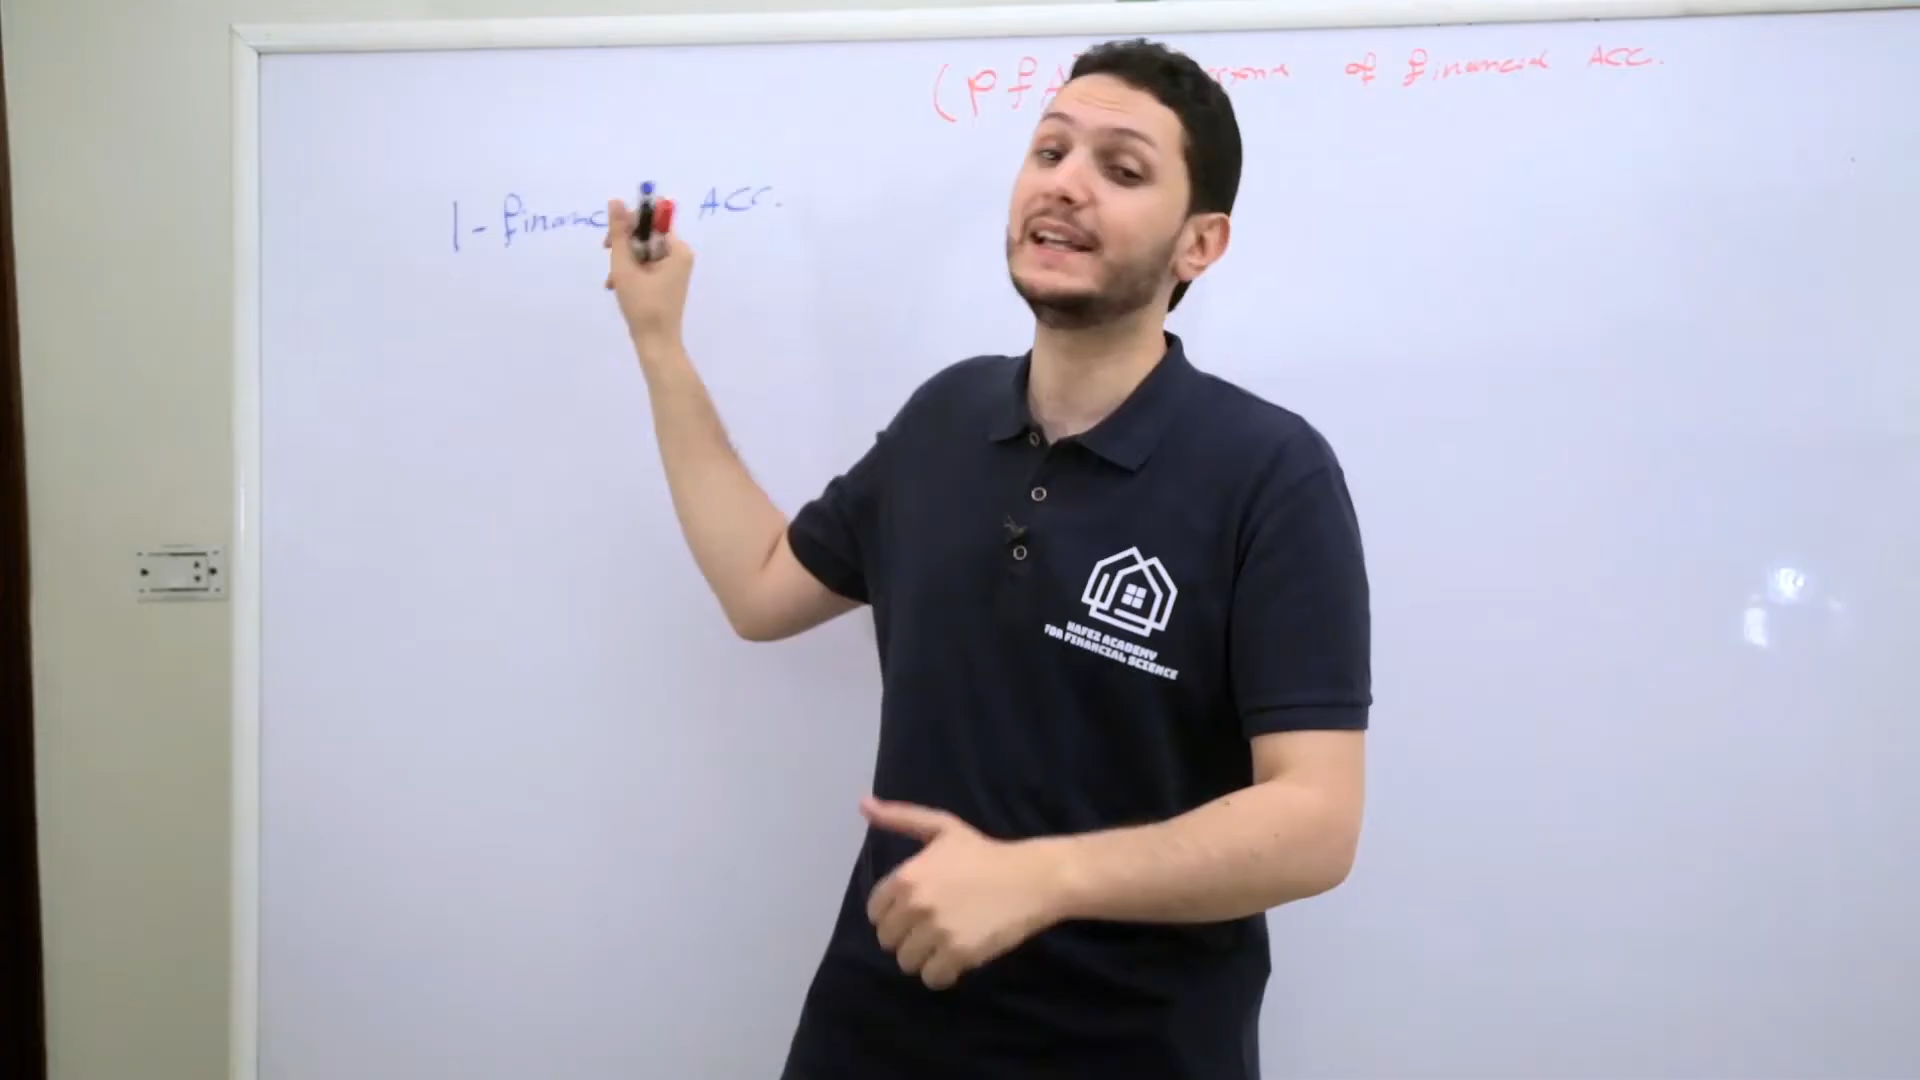 (PFA of financial ACC.
1- financ ACC.
HAFEZ ACADEMY
FOR FINANCIAL SCIENCE